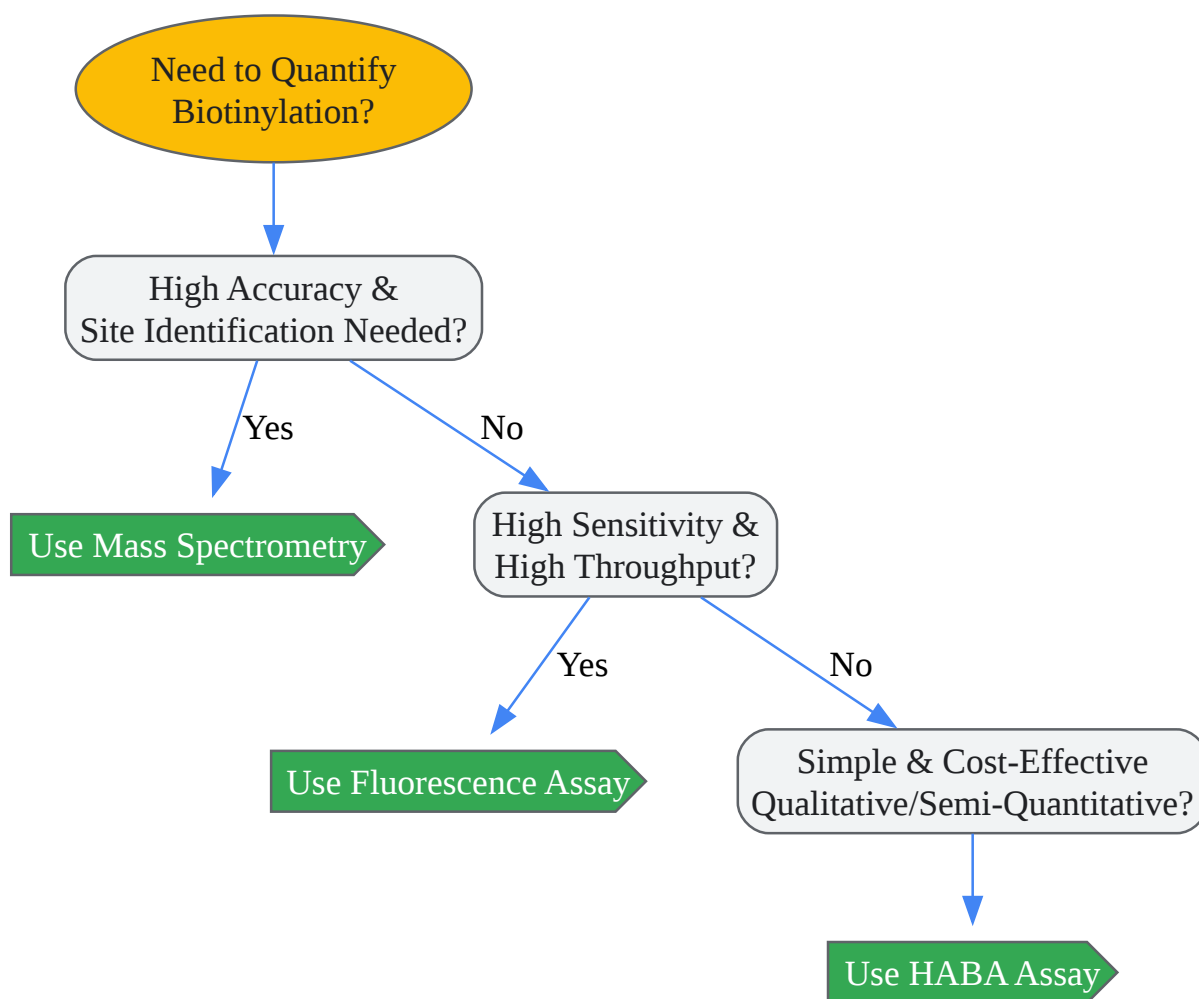 Need to Quantify
Biotinylation?
High Accuracy &
Site Identification Needed?
Yes
No
Use Mass Spectrometry
High Sensitivity &
High Throughput?
Yes
No
Use Fluorescence Assay
Simple & Cost-Effective
Qualitative/Semi-Quantitative?
Use HABA Assay